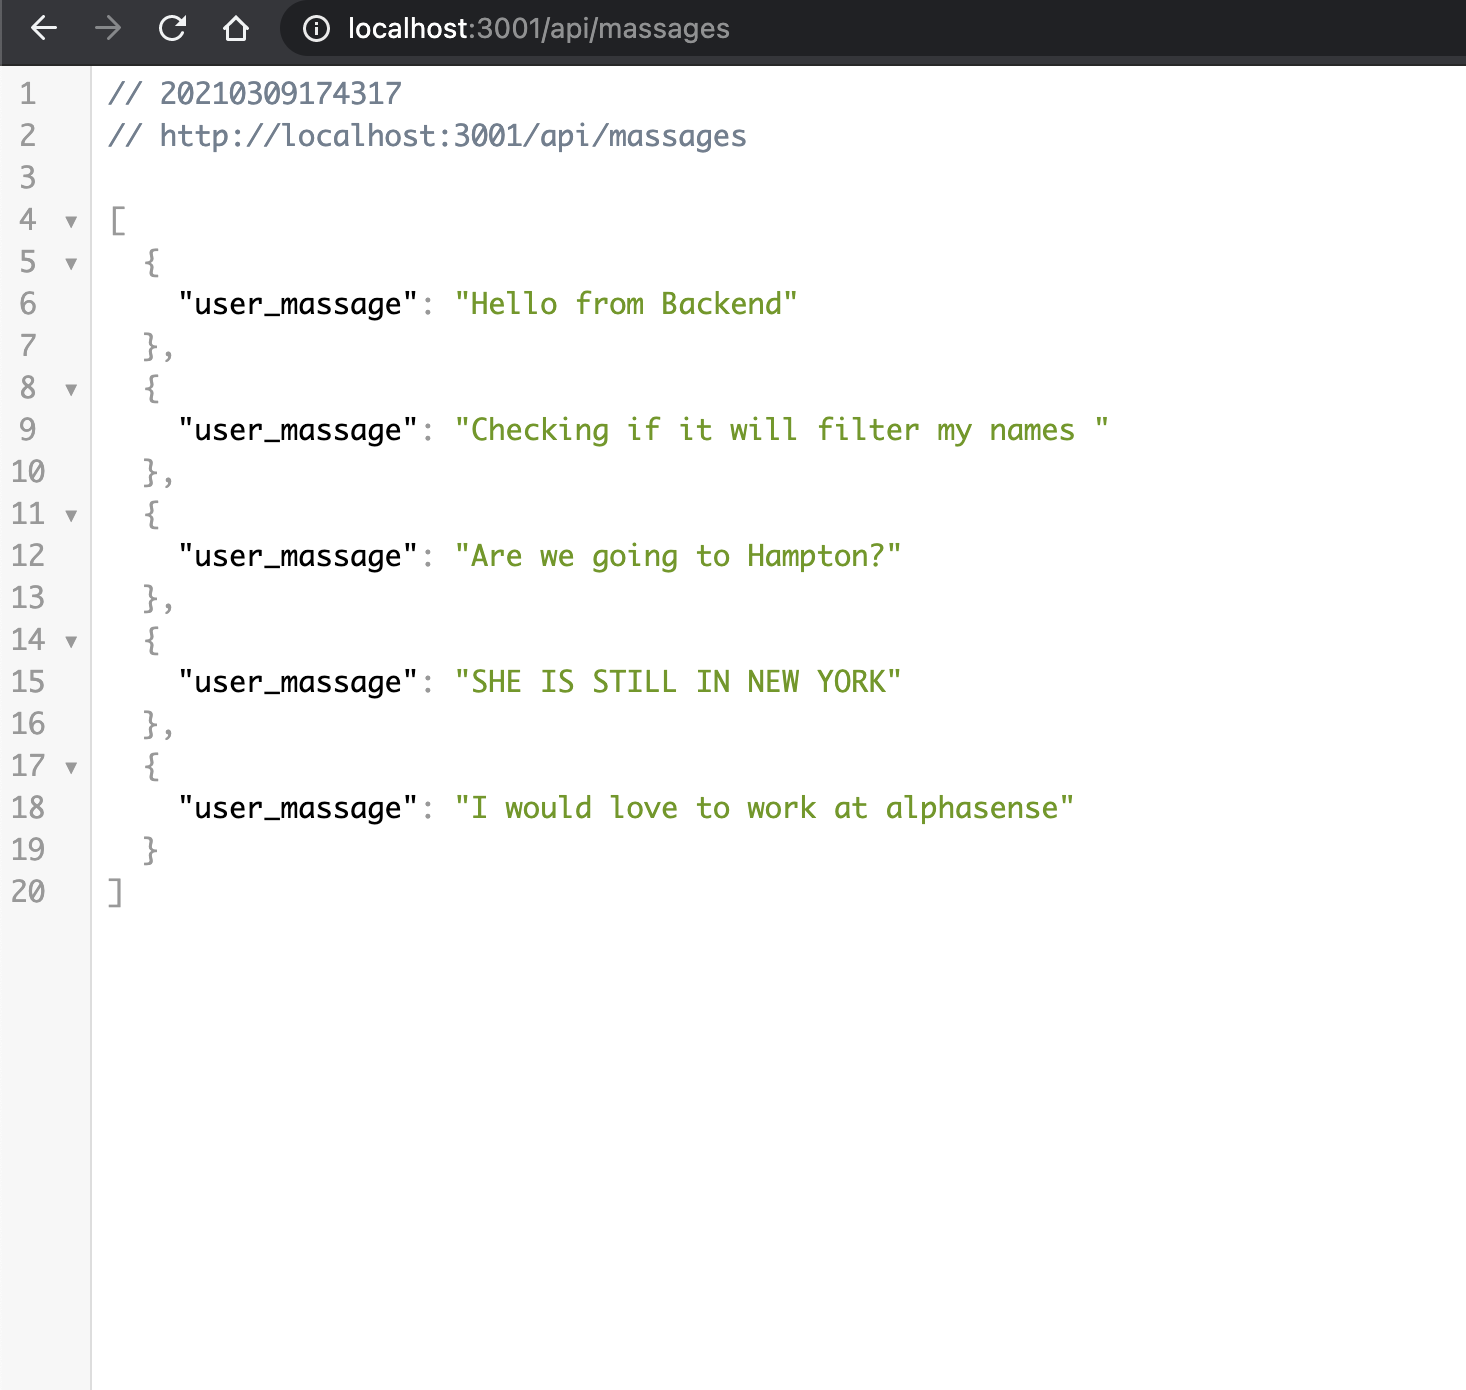 localhost:3001/api/massages
1 // 20210309174317
2 // http://localhost:3001/api/massages
3
4 [
5 {
6 "user_massage": "Hello from Backend"
7 },
8 {
9 "user_massage": "Checking if it will filter my names "
10 },
11 {
12 "user_massage": "Are we going to Hampton?"
13 },
14 {
15 "user_massage": "SHE IS STILL IN NEW YORK"
16 },
17 {
18 "user_massage": "I would love to work at alphasense"
19 }
20 ]